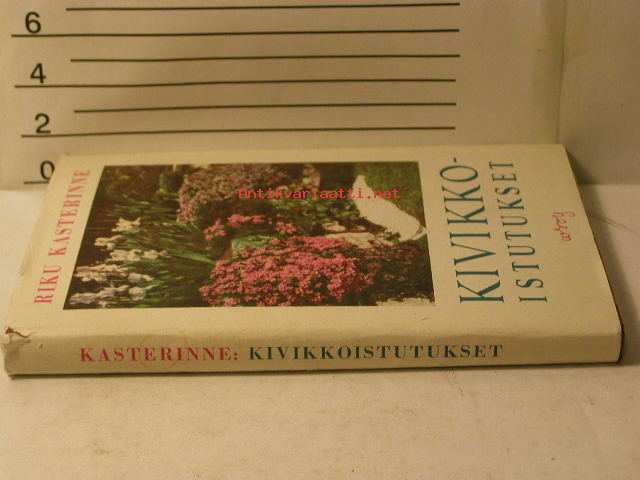 6
4
2
0
RIKU KASTERINNE
Antikvariaatti.net
KIVIKKO-
ISTUTUKSET
KASTERINNE: KIVIKKOISTUTUKSET